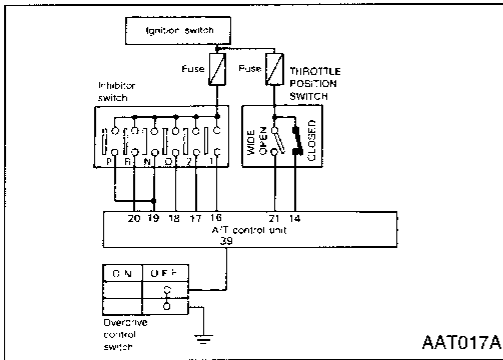 Ignition switch
Fuse
Fuse
THROTTLE
POSITION
SWITCH
Inhibitor
switch
WIDE
OPEN
CLOSED
P R N D 2 1
20 19 18 17 16 21 14
A/T control unit
39
ON OFF
Overdrive
control
switch
AAT017A